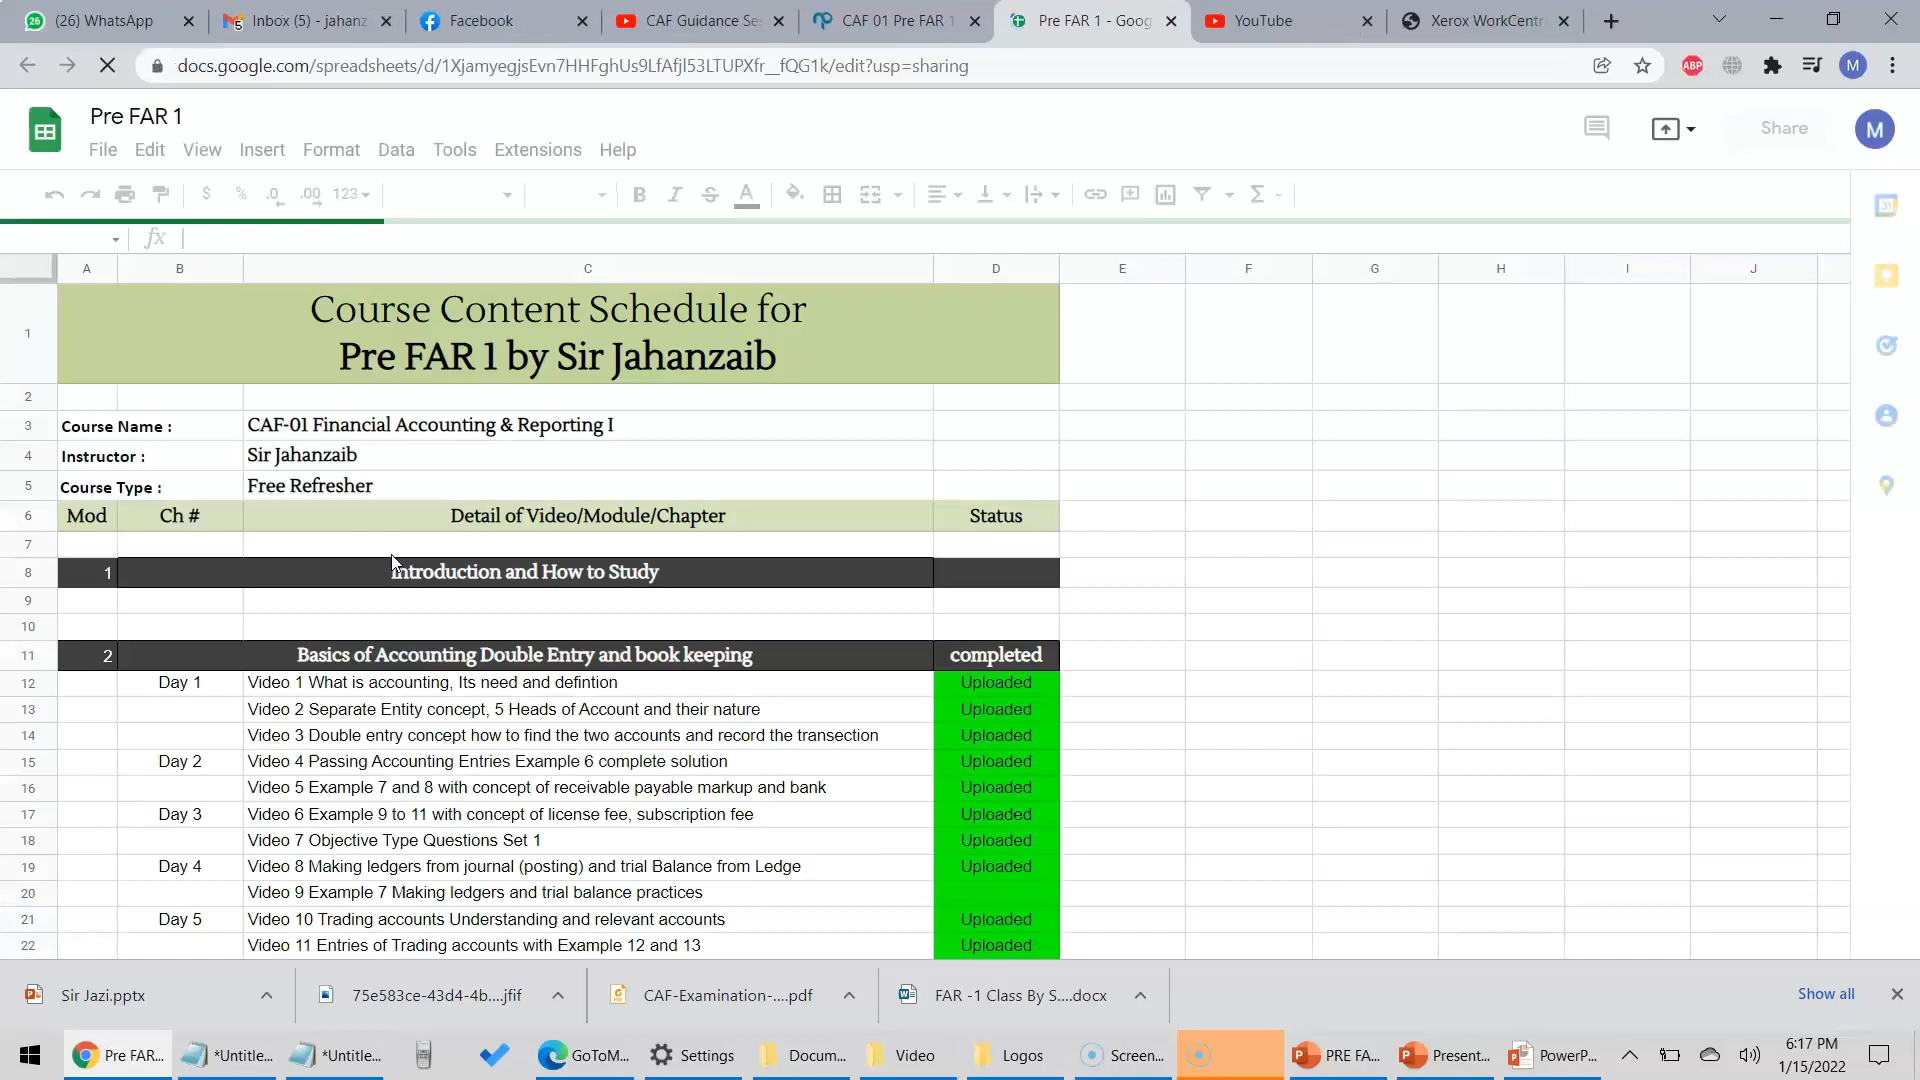 (26) WhatsApp
Inbox (5) - jahanz
Facebook
CAF Guidance Se
CAF 01 Pre FAR 1
Pre FAR 1 - Goog
YouTube
Xerox WorkCentr
docs.google.com/spreadsheets/d/1XjamyegjsEvn7HHFghUs9LfAfjl53LTUPXfr__fQG1k/edit?usp=sharing
ABP
M
Pre FAR 1
File Edit View Insert Format Data Tools Extensions Help
Share
M
$ % .0 .00 123
B I S A
fx
A B C D E F G H I J
1 Course Content Schedule for
Pre FAR 1 by Sir Jahanzaib
2
3 Course Name : CAF-01 Financial Accounting & Reporting I
4 Instructor : Sir Jahanzaib
5 Course Type : Free Refresher
6 Mod Ch # Detail of Video/Module/Chapter Status
7
8 1 Introduction and How to Study
9
10
11 2 Basics of Accounting Double Entry and book keeping completed
12 Day 1 Video 1 What is accounting, Its need and defintion Uploaded
13 Video 2 Separate Entity concept, 5 Heads of Account and their nature Uploaded
14 Video 3 Double entry concept how to find the two accounts and record the transection Uploaded
15 Day 2 Video 4 Passing Accounting Entries Example 6 complete solution Uploaded
16 Video 5 Example 7 and 8 with concept of receivable payable markup and bank Uploaded
17 Day 3 Video 6 Example 9 to 11 with concept of license fee, subscription fee Uploaded
18 Video 7 Objective Type Questions Set 1 Uploaded
19 Day 4 Video 8 Making ledgers from journal (posting) and trial Balance from Ledge Uploaded
20 Video 9 Example 7 Making ledgers and trial balance practices
21 Day 5 Video 10 Trading accounts Understanding and relevant accounts Uploaded
22 Video 11 Entries of Trading accounts with Example 12 and 13 Uploaded
Sir Jazi.pptx
75e583ce-43d4-4b....jfif
CAF-Examination-....pdf
FAR -1 Class By S....docx
Show all
Pre FAR...
*Untitle...
*Untitle...
GoToM...
Settings
Docum...
Video
Logos
Screen...
PRE FA...
Present...
PowerP...
6:17 PM
1/15/2022